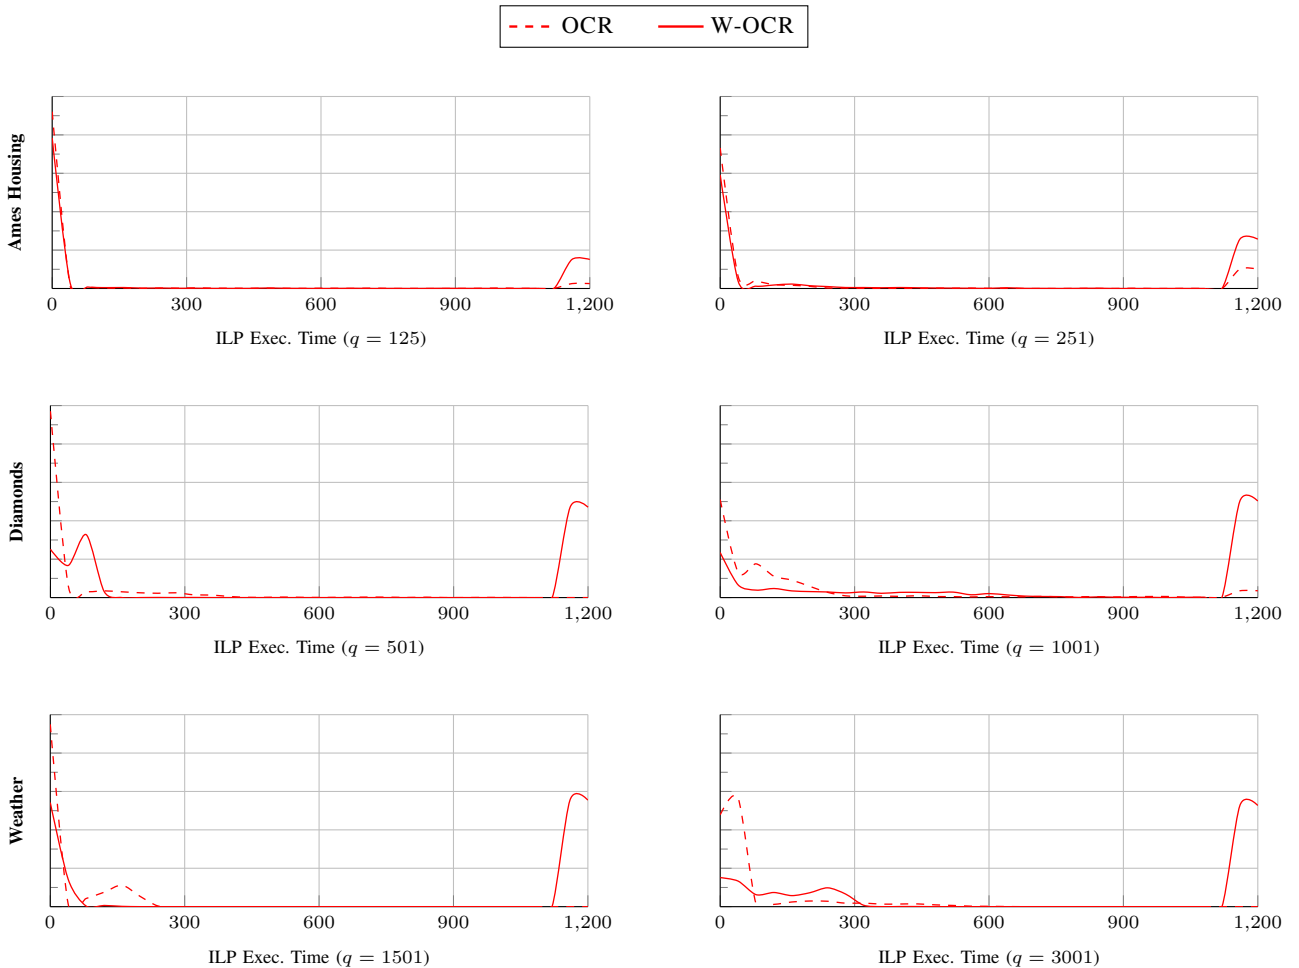 OCR W-OCR
Ames Housing
0 300 600 900 1,200
ILP Exec. Time (q = 125)
0 300 600 900 1,200
ILP Exec. Time (q = 251)
Diamonds
0 300 600 900 1,200
ILP Exec. Time (q = 501)
0 300 600 900 1,200
ILP Exec. Time (q = 1001)
Weather
0 300 600 900 1,200
ILP Exec. Time (q = 1501)
0 300 600 900 1,200
ILP Exec. Time (q = 3001)